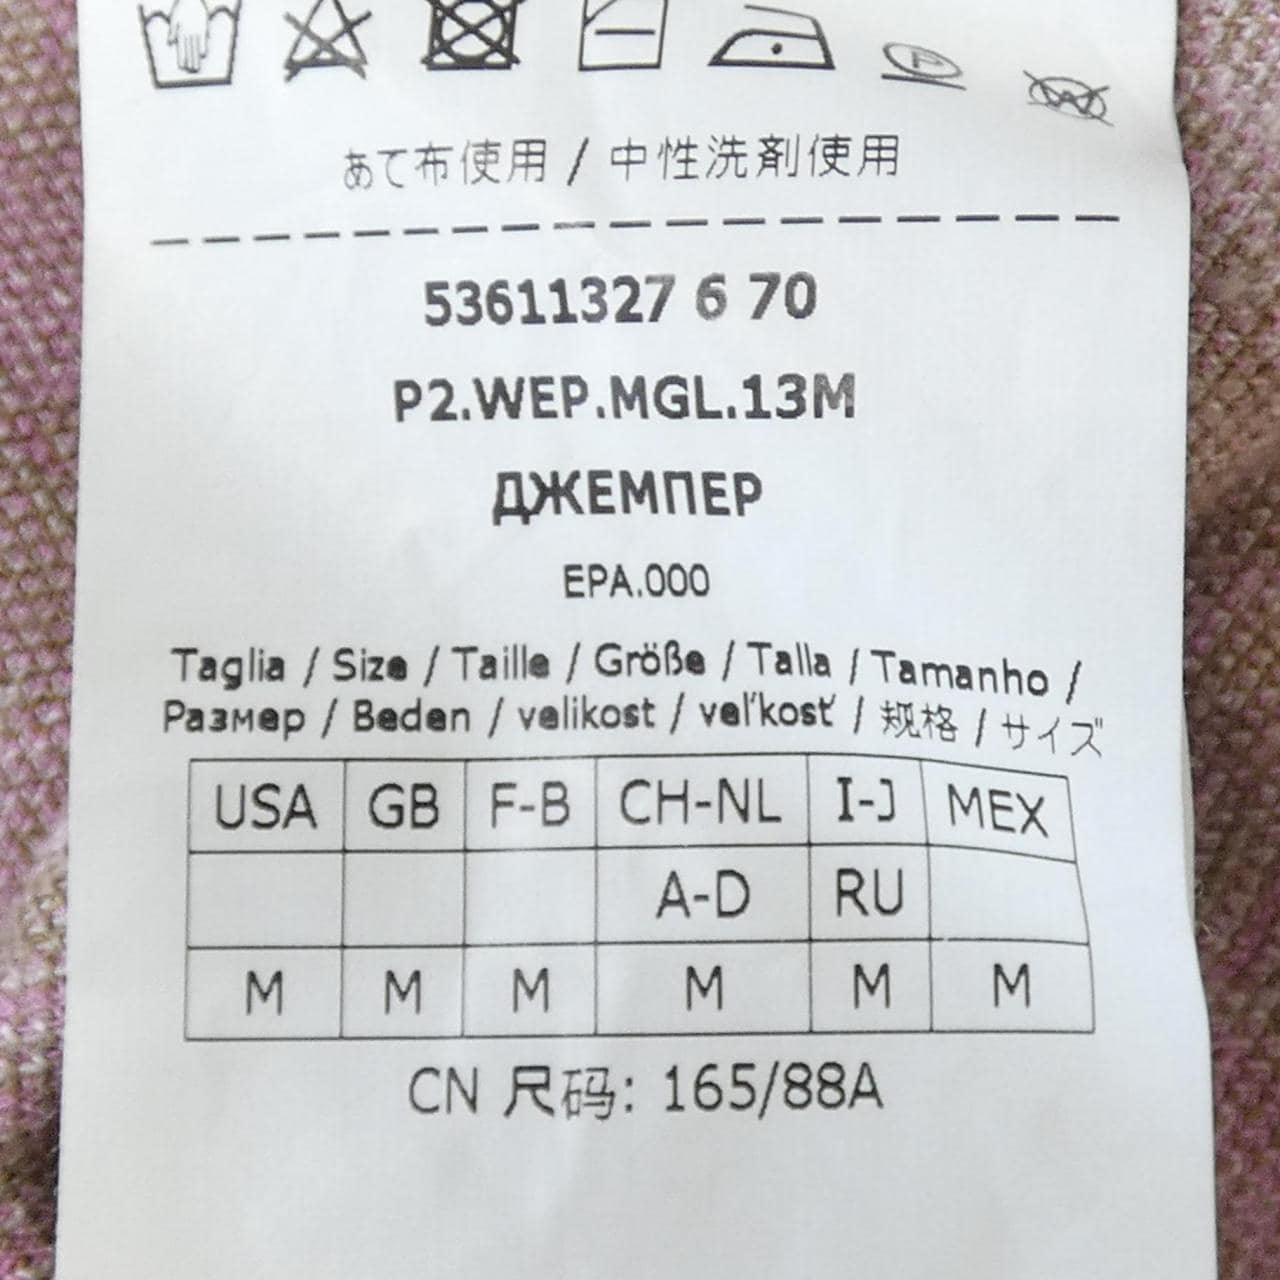 あて布使用 / 中性洗剤使用
53611327 6 70
P2.WEP.MGL.13M
ДЖЕМПЕР
EPA.000
Taglia / Size / Taille / Größe / Talla / Tamanho /
Размер / Beden / velikost / veľkosť / 规格 / サイズ
USA GB F-B CH-NL I-J MEX
A-D RU
M M M M M M
CN 尺码: 165/88A